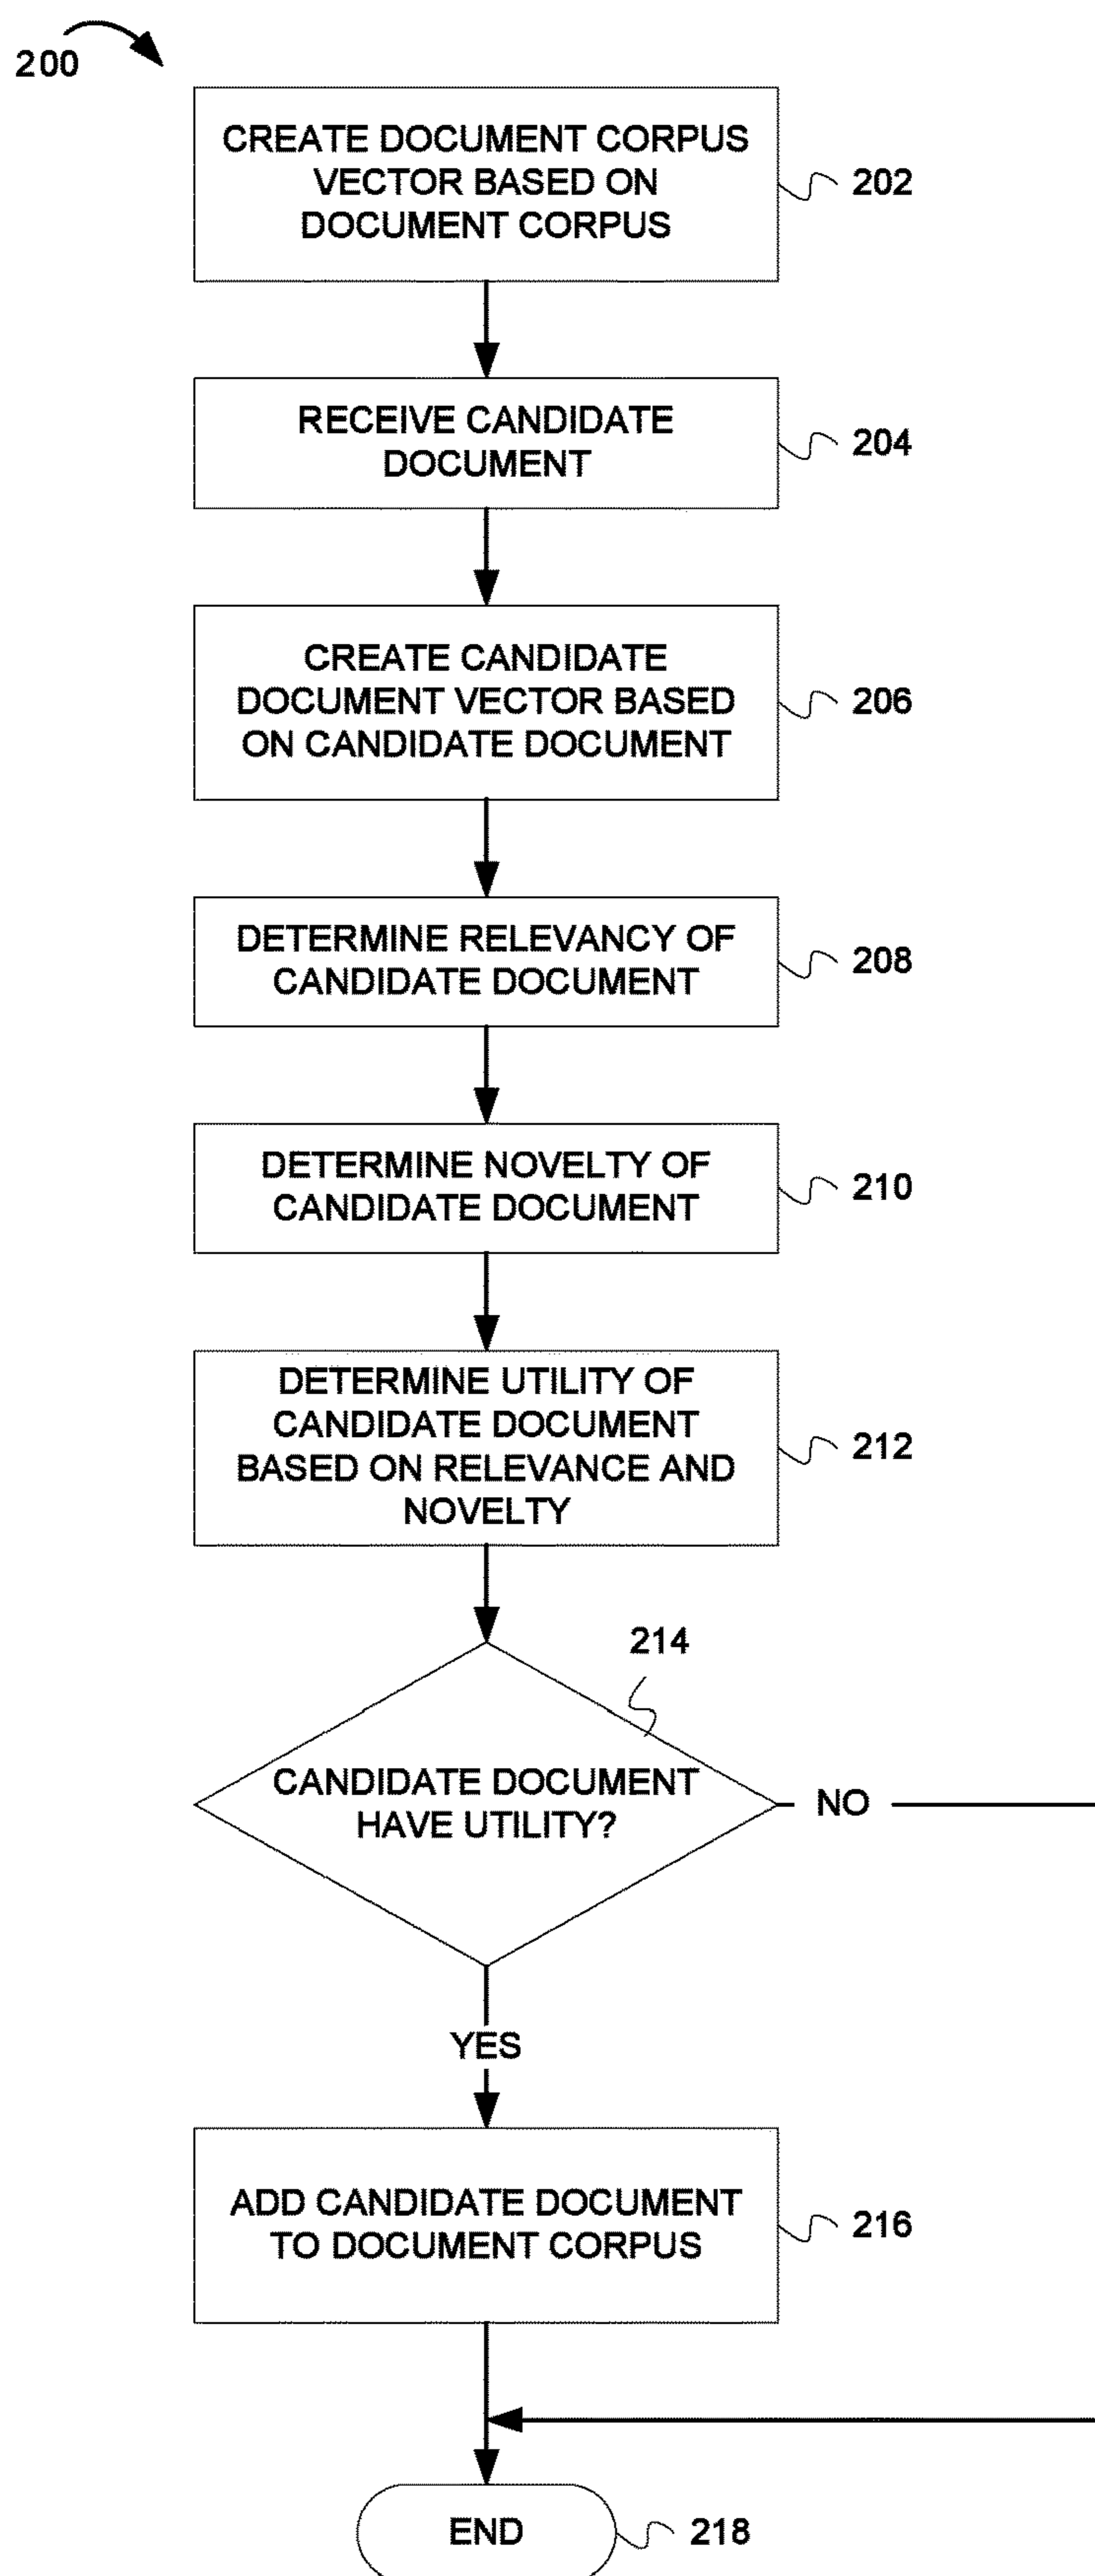 200
CREATE DOCUMENT CORPUS
VECTOR BASED ON
DOCUMENT CORPUS
202
RECEIVE CANDIDATE
DOCUMENT
204
CREATE CANDIDATE
DOCUMENT VECTOR BASED
ON CANDIDATE DOCUMENT
206
DETERMINE RELEVANCY OF
CANDIDATE DOCUMENT
208
DETERMINE NOVELTY OF
CANDIDATE DOCUMENT
210
DETERMINE UTILITY OF
CANDIDATE DOCUMENT
BASED ON RELEVANCE AND
NOVELTY
212
214
CANDIDATE DOCUMENT
HAVE UTILITY?
NO
YES
ADD CANDIDATE DOCUMENT
TO DOCUMENT CORPUS
216
END
218